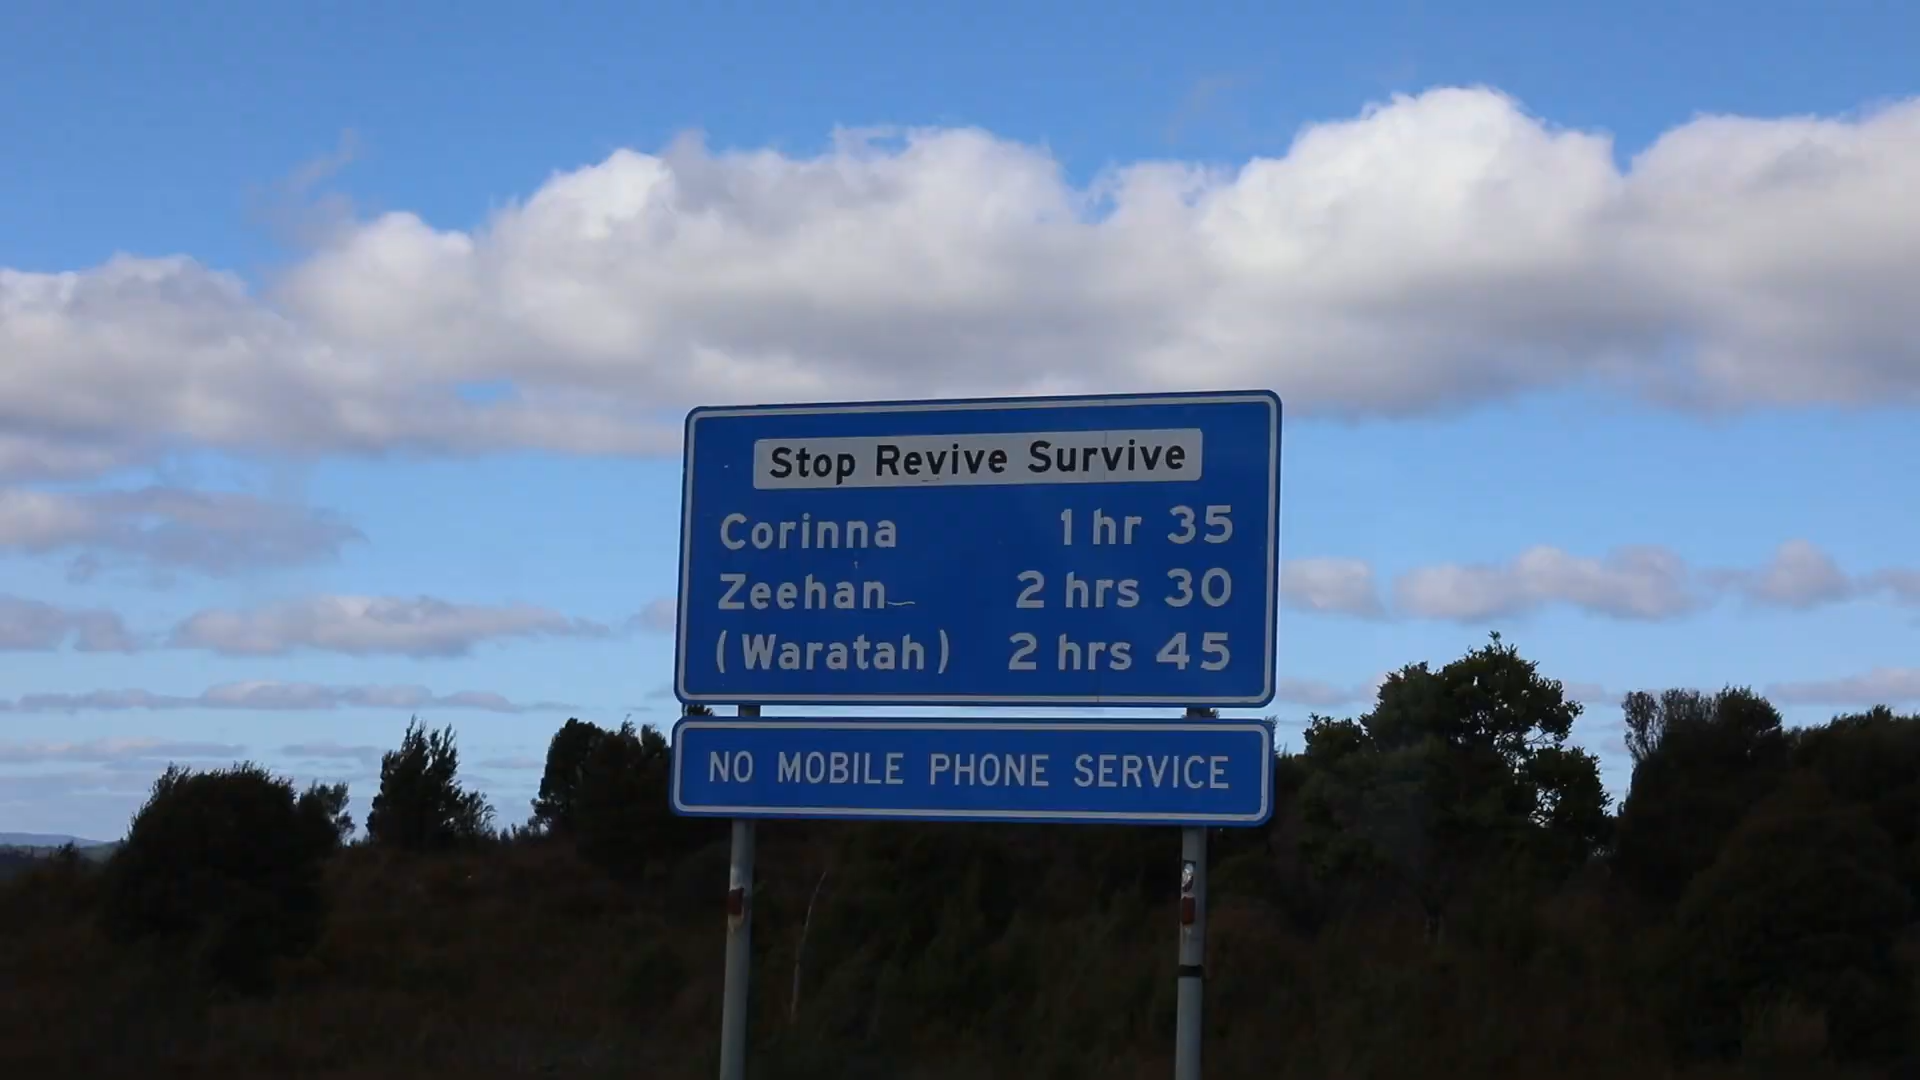 Stop Revive Survive
Corinna 1 hr 35
Zeehan 2 hrs 30
(Waratah) 2 hrs 45
NO MOBILE PHONE SERVICE